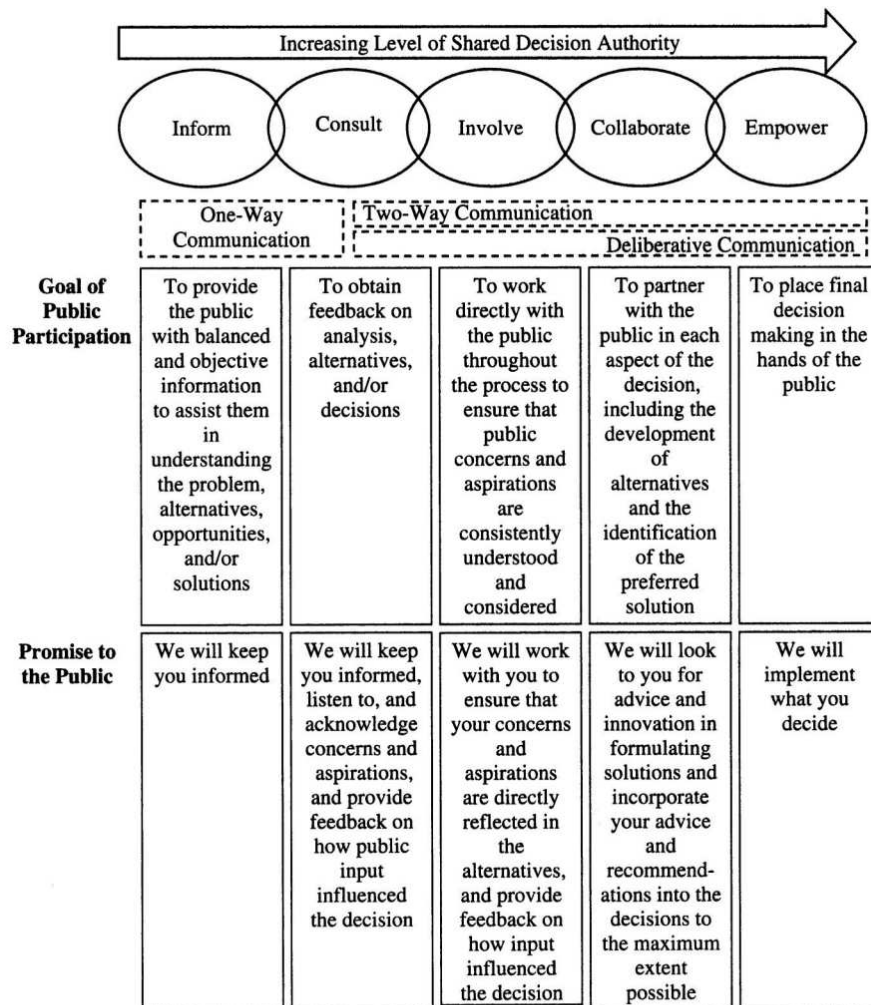 Increasing Level of Shared Decision Authority
Inform
Consult
Involve
Collaborate
Empower
One-Way
Communication
Two-Way Communication
Deliberative Communication
Goal of
Public
Participation
To provide
the public
with balanced
and objective
information
to assist them
in
understanding
the problem,
alternatives,
opportunities,
and/or
solutions
To obtain
feedback on
analysis,
alternatives,
and/or
decisions
To work
directly with
the public
throughout
the process to
ensure that
public
concerns and
aspirations
are
consistently
understood
and
considered
To partner
with the
public in each
aspect of the
decision,
including the
development
of
alternatives
and the
identification
of the
preferred
solution
To place final
decision
making in the
hands of the
public
Promise to
the Public
We will keep
you informed
We will keep
you informed,
listen to, and
acknowledge
concerns and
aspirations,
and provide
feedback on
how public
input
influenced
the decision
We will work
with you to
ensure that
your concerns
and
aspirations
are directly
reflected in
the
alternatives,
and provide
feedback on
how input
influenced
the decision
We will look
to you for
advice and
innovation in
formulating
solutions and
incorporate
your advice
and
recommend-
ations into the
decisions to
the maximum
extent
possible
We will
implement
what you
decide